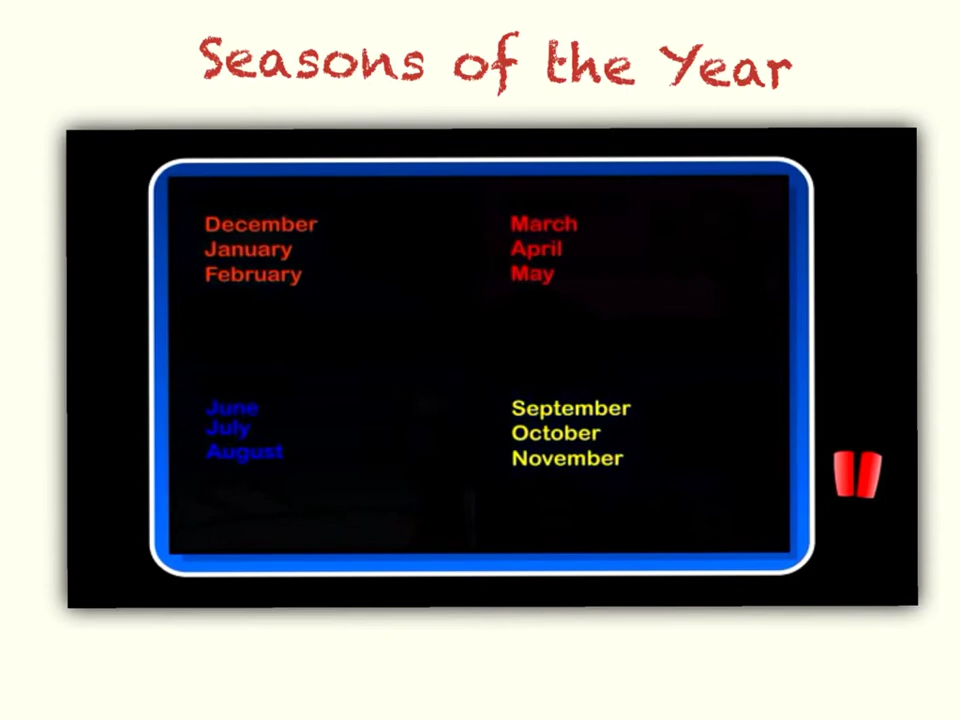 Seasons of the Year
December
January
February
March
April
May
June
July
August
September
October
November